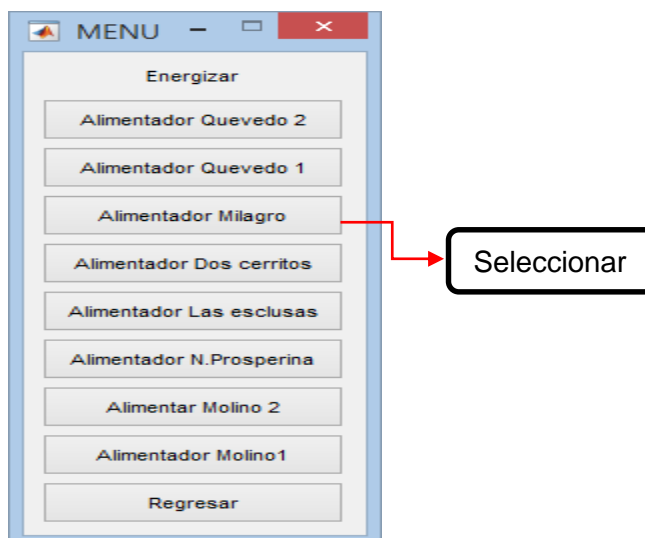 MENU
Energizar
Alimentador Quevedo 2
Alimentador Quevedo 1
Alimentador Milagro
Seleccionar
Alimentador Dos cerritos
Alimentador Las esclusas
Alimentador N.Prosperina
Alimentar Molino 2
Alimentador Molino1
Regresar